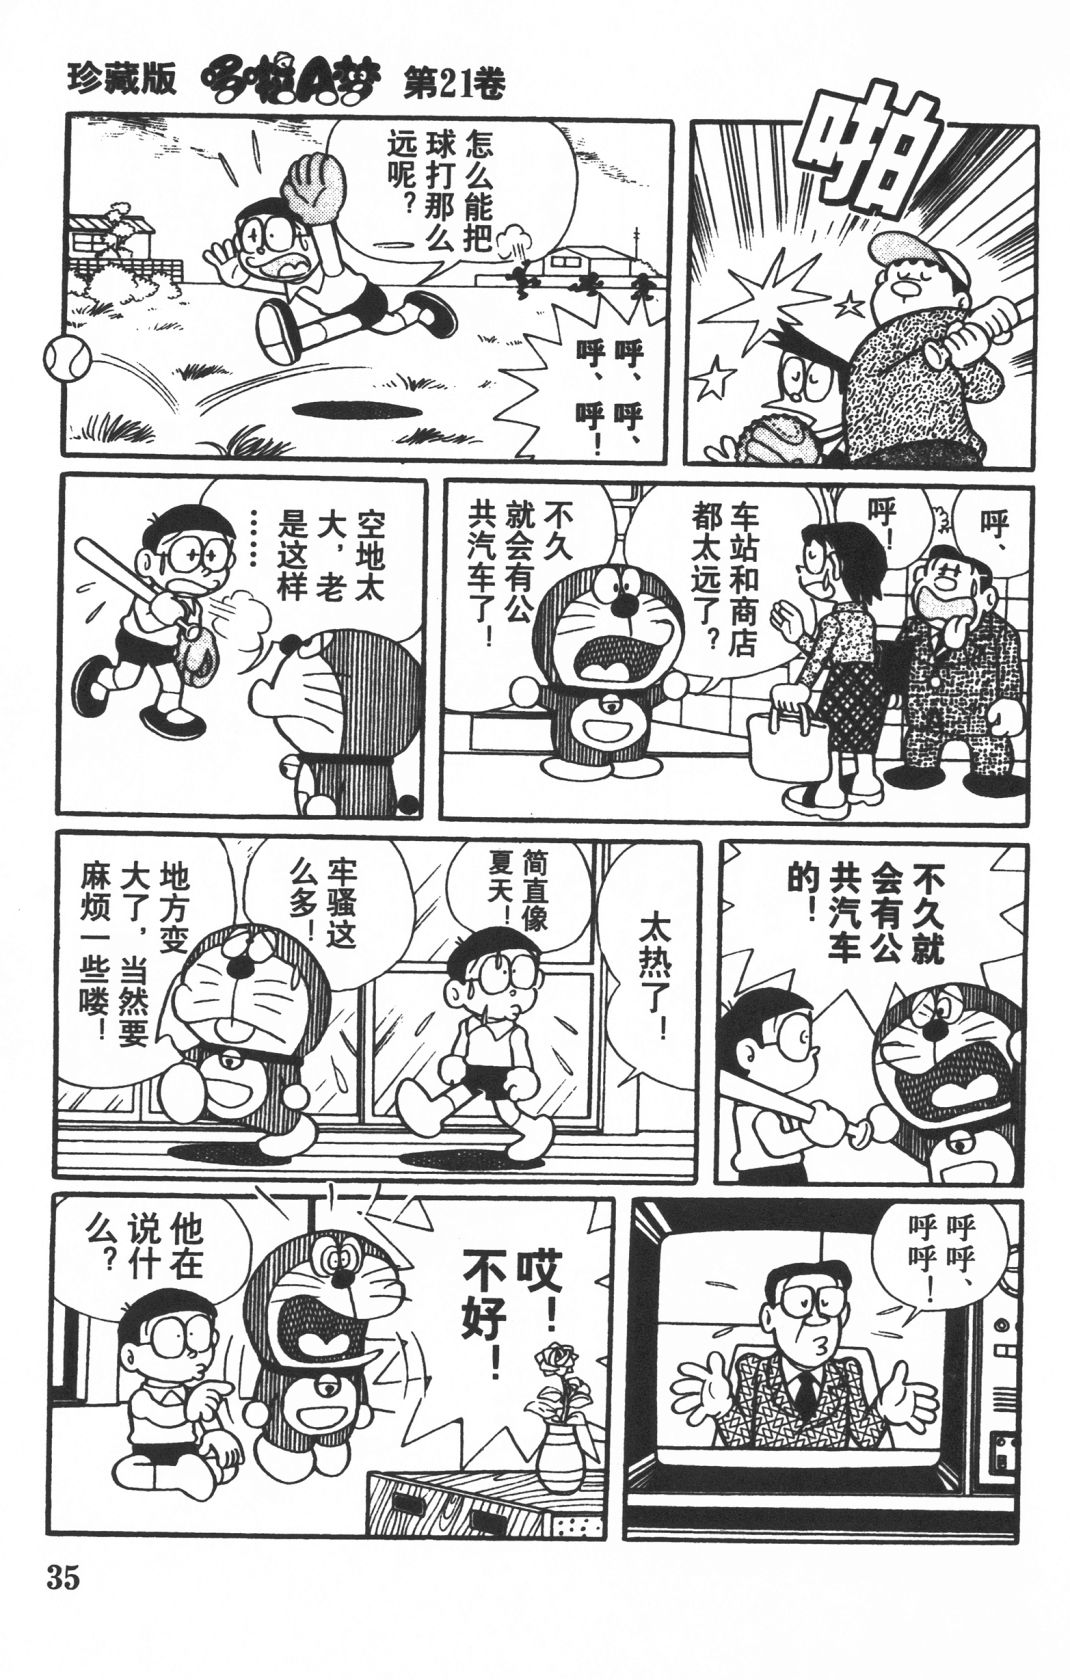 珍藏版 哆啦A梦 第21卷
啪
怎么能把
球打那么
远呢？
呼、呼、
呼、呼！
呼、
呼！
车站和商店
都太远了？
不久
就会有公
共汽车了！
空地太
大，老
是这样
……
不久就
会有公
共汽车
的！
太热了！
简直像
夏天！
牢骚这
么多！
地方变
大了，当然要
麻烦一些喽！
呼呼、
呼呼！
哎！
不好！
他在
说什
么？
35